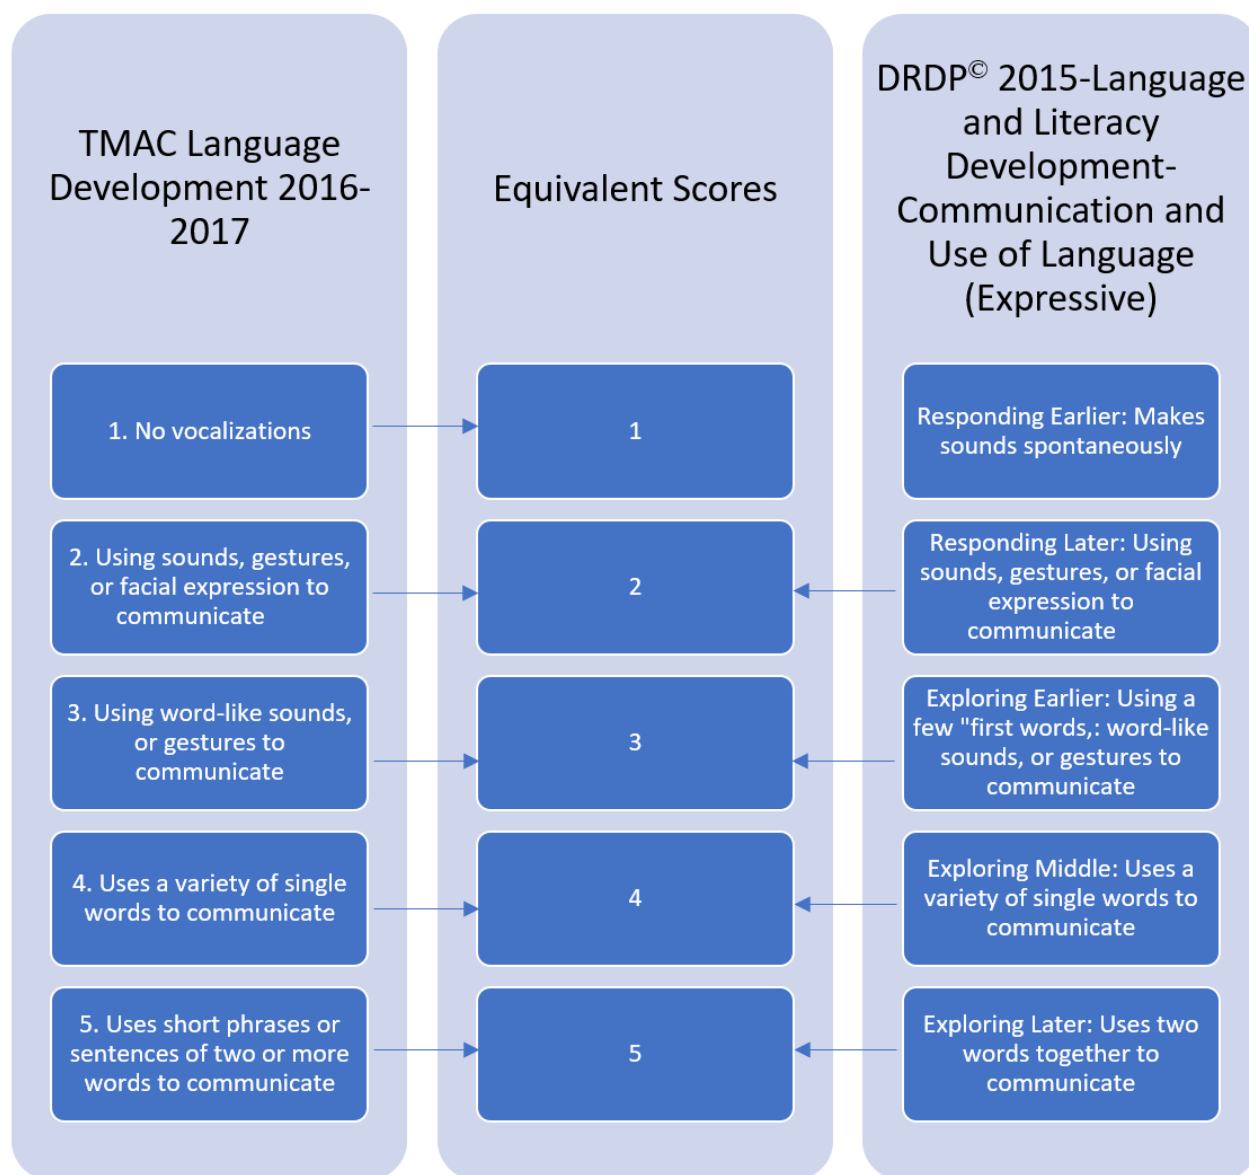 TMAC Language
Development 2016-
2017
Equivalent Scores
DRDP© 2015-Language
and Literacy
Development-
Communication and
Use of Language
(Expressive)
1. No vocalizations
1
Responding Earlier: Makes
sounds spontaneously
2. Using sounds, gestures,
or facial expression to
communicate
2
Responding Later: Using
sounds, gestures, or facial
expression to
communicate
3. Using word-like sounds,
or gestures to
communicate
3
Exploring Earlier: Using a
few "first words,: word-like
sounds, or gestures to
communicate
4. Uses a variety of single
words to communicate
4
Exploring Middle: Uses a
variety of single words to
communicate
5. Uses short phrases or
sentences of two or more
words to communicate
5
Exploring Later: Uses two
words together to
communicate